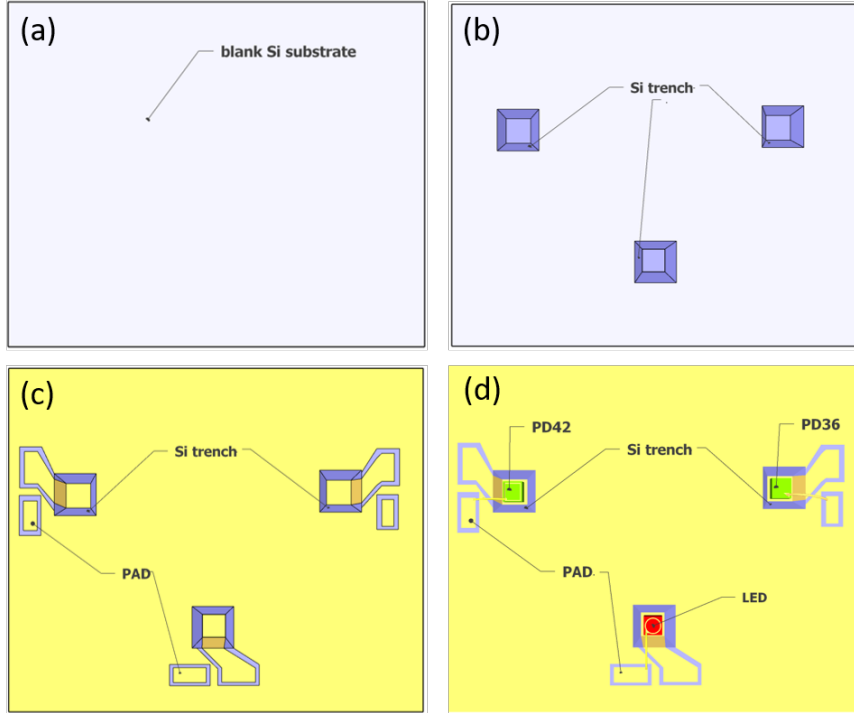 (a)
blank Si substrate
(b)
Si trench
(c)
Si trench
PAD
(d)
PD42
PD36
Si trench
PAD
LED